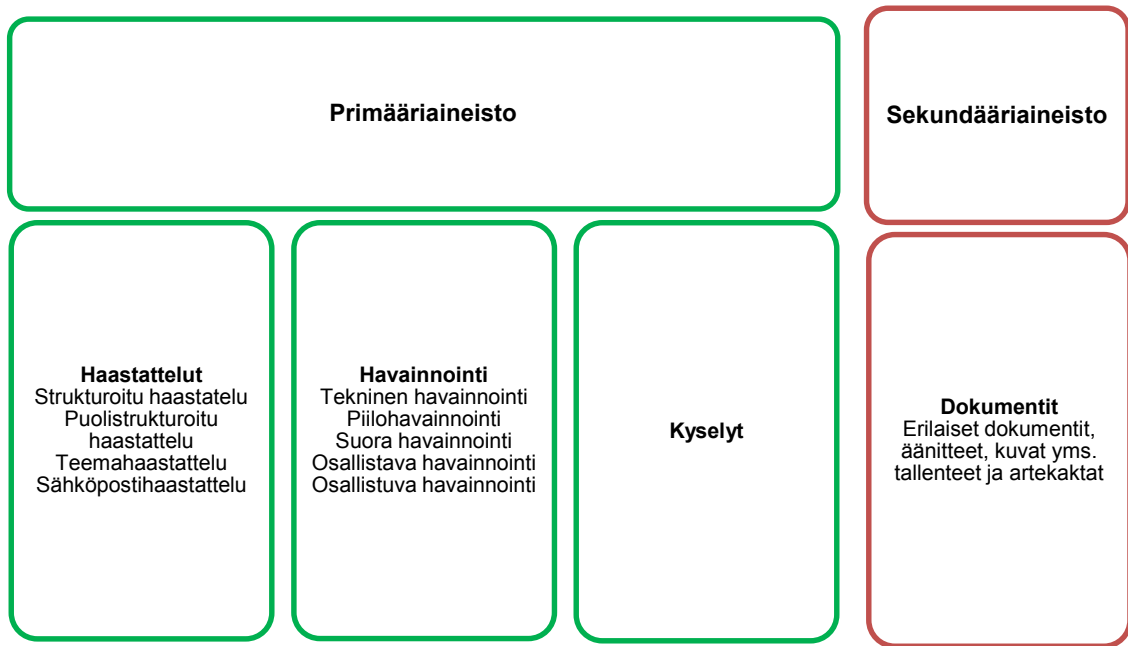 Primääriaineisto
Sekundääriaineisto
Haastattelut
Strukturoitu haastatelu
Puolistrukturoitu
haastattelu
Teemahaastattelu
Sähköpostihaastattelu
Havainnointi
Tekninen havainnointi
Piilohavainnointi
Suora havainnointi
Osallistava havainnointi
Osallistuva havainnointi
Kyselyt
Dokumentit
Erilaiset dokumentit,
äänitteet, kuvat yms.
tallenteet ja artekaktat